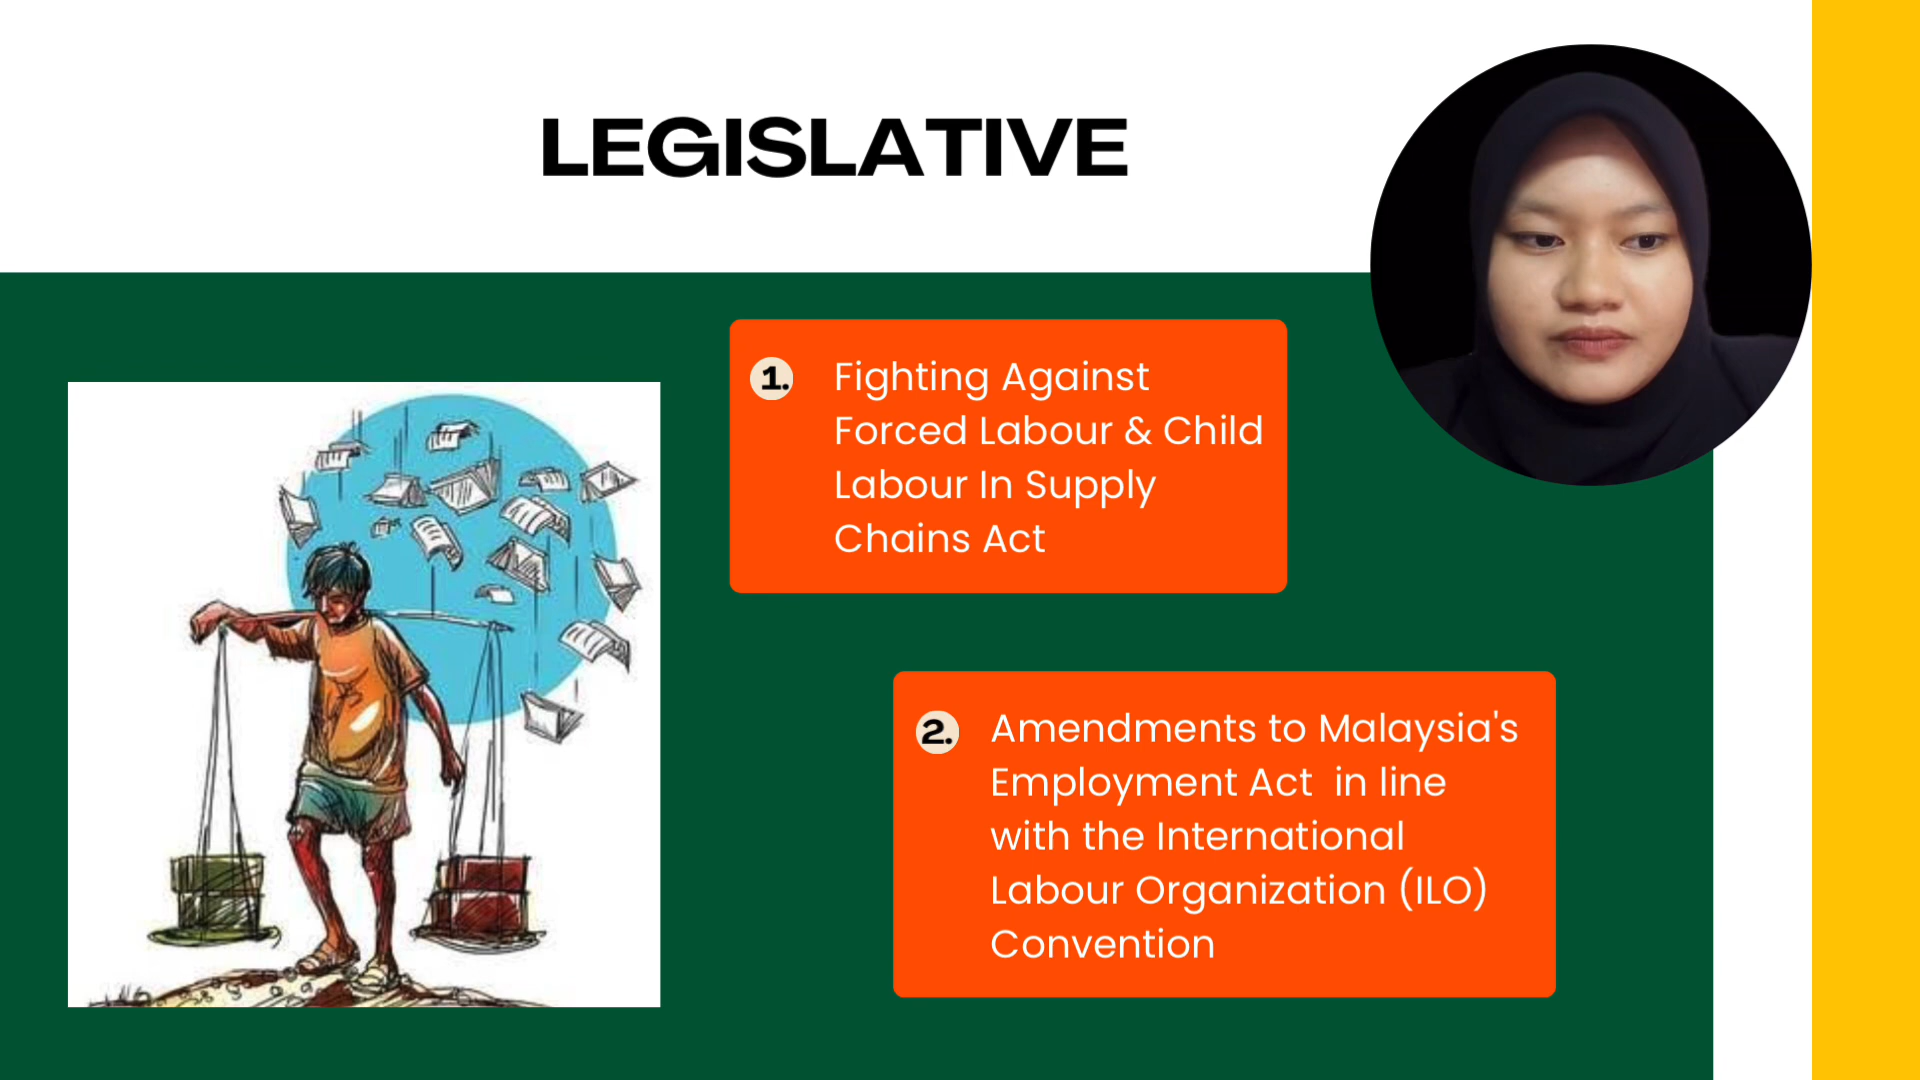 LEGISLATIVE
1.
Fighting Against
Forced Labour & Child
Labour In Supply
Chains Act
2.
Amendments to Malaysia's
Employment Act  in line
with the International
Labour Organization (ILO)
Convention